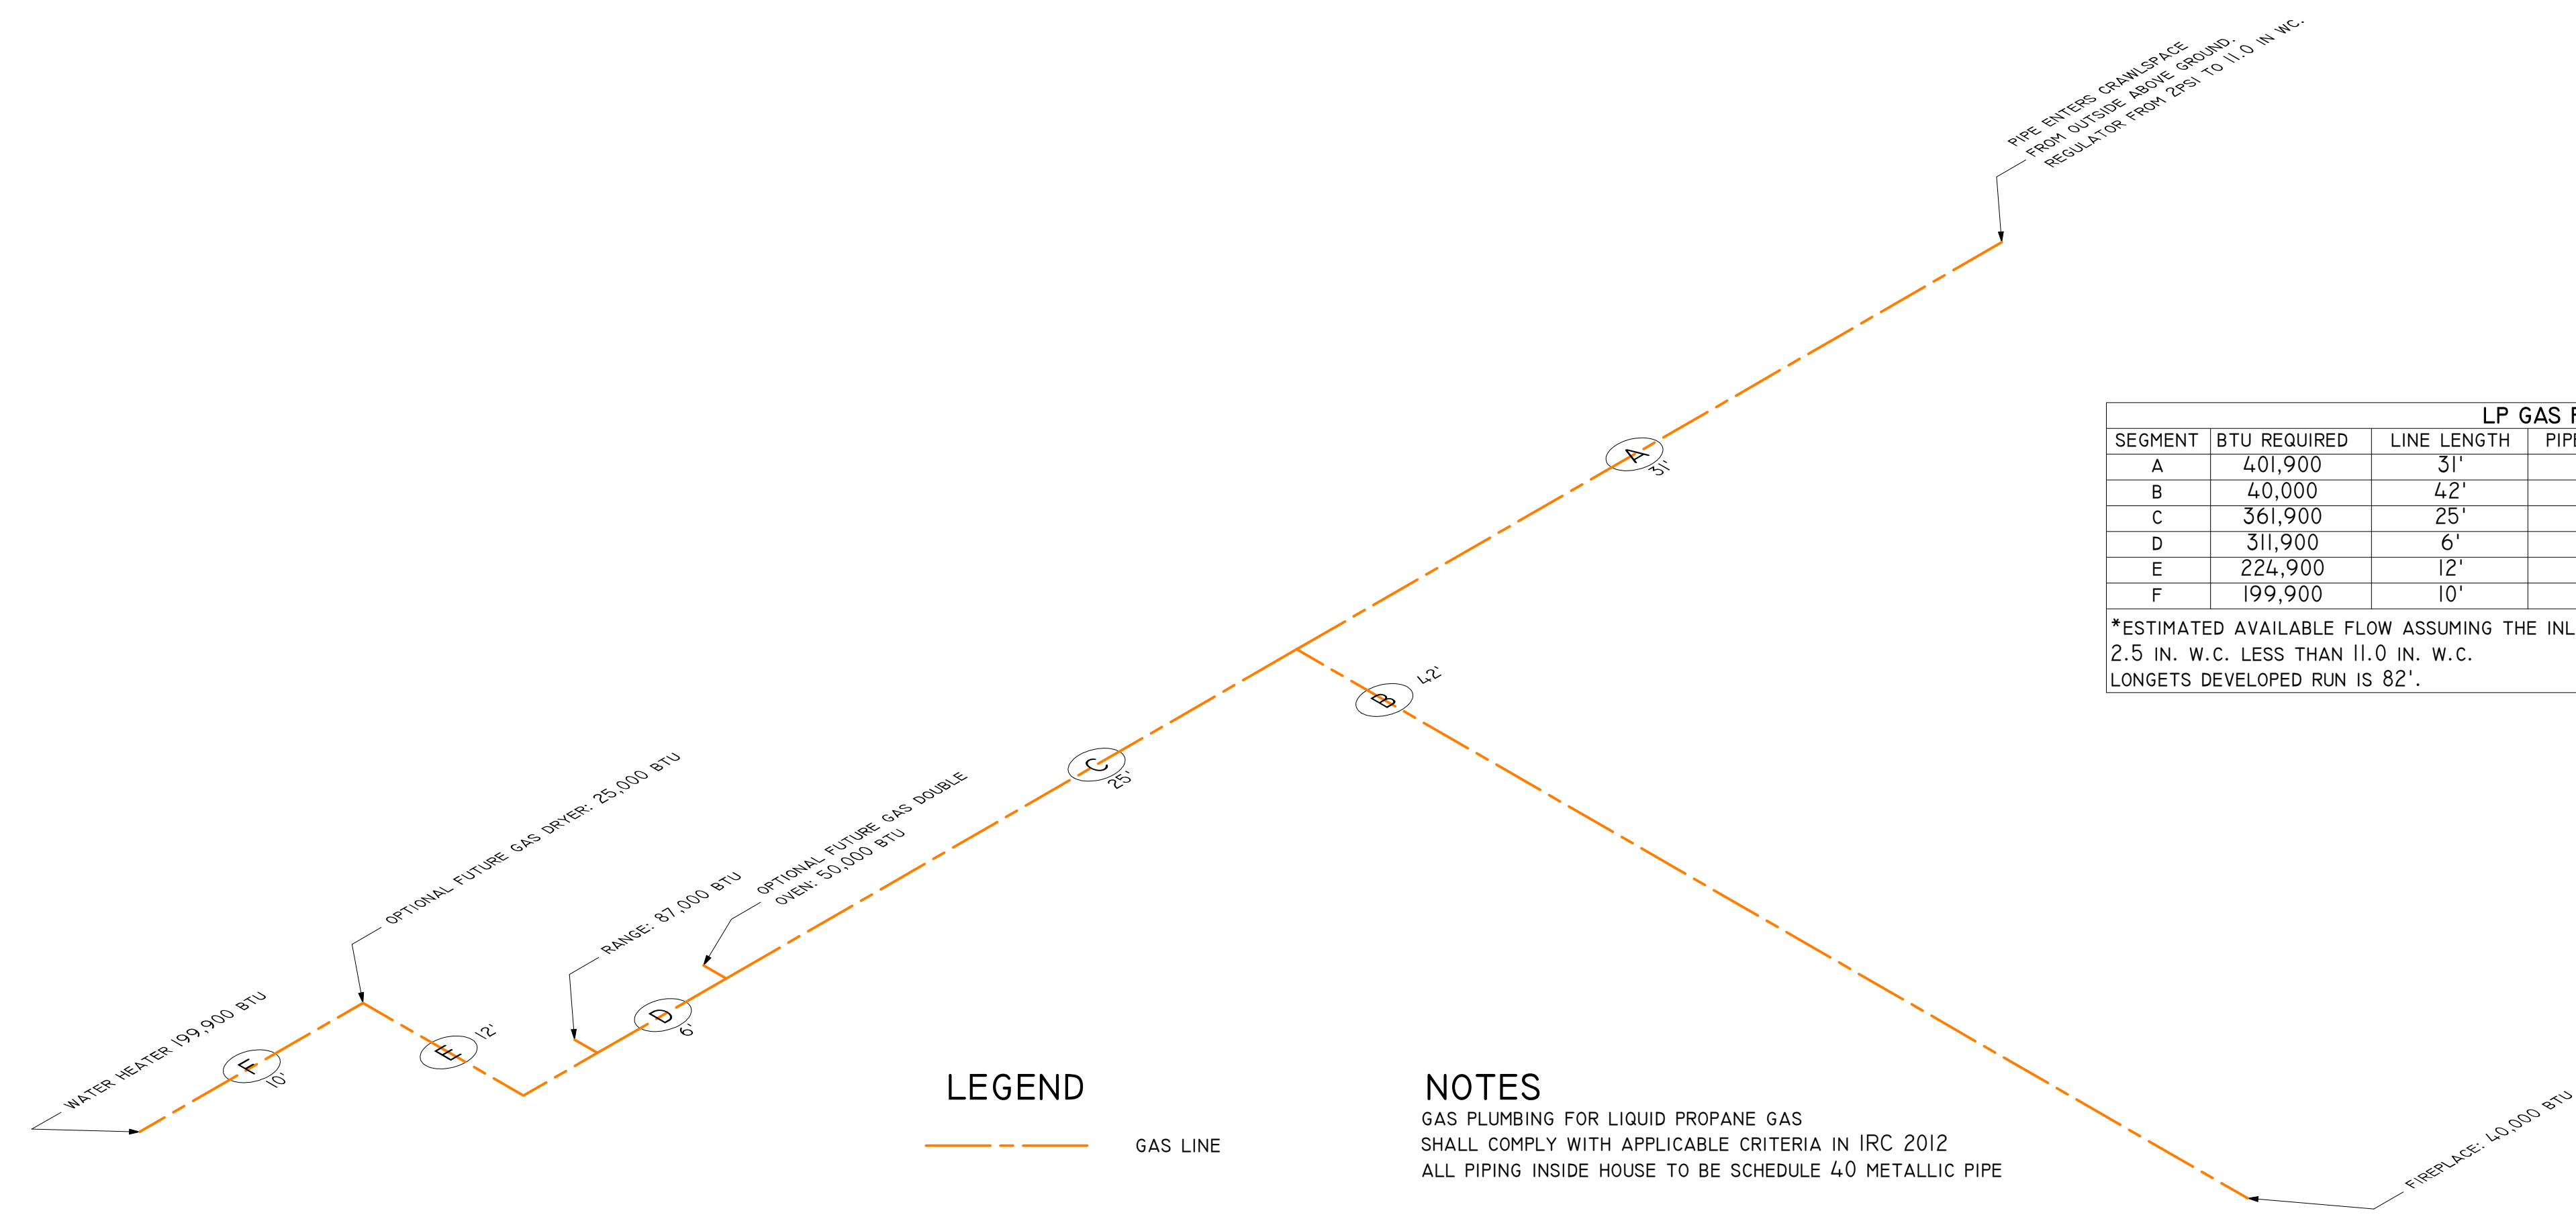 PIPE ENTERS CRAWLSPACE
FROM OUTSIDE ABOVE GROUND.
REGULATOR FROM 2PSI TO 11.0 IN WC.
A
31'
LP GAS
SEGMENT BTU REQUIRED LINE LENGTH
A 401,900 31'
B 40,000 42'
C 361,900 25'
D 311,900 6'
E 224,900 12'
F 199,900 10'
*ESTIMATED AVAILABLE FLOW ASSUMING THE
2.5 IN. W.C. LESS THAN 11.0 IN. W.C.
LONGETS DEVELOPED RUN IS 82'.
B
42'
C
25'
OPTIONAL FUTURE GAS DRYER: 25,000 BTU
OPTIONAL FUTURE GAS DOUBLE
OVEN: 50,000 BTU
RANGE: 87,000 BTU
WATER HEATER 199,900 BTU
D
6'
E
12'
F
10'
LEGEND
GAS LINE
NOTES
GAS PLUMBING FOR LIQUID PROPANE GAS
SHALL COMPLY WITH APPLICABLE CRITERIA IN IRC 2012
ALL PIPING INSIDE HOUSE TO BE SCHEDULE 40 METALLIC PIPE
FIREPLACE: 40,000 BTU